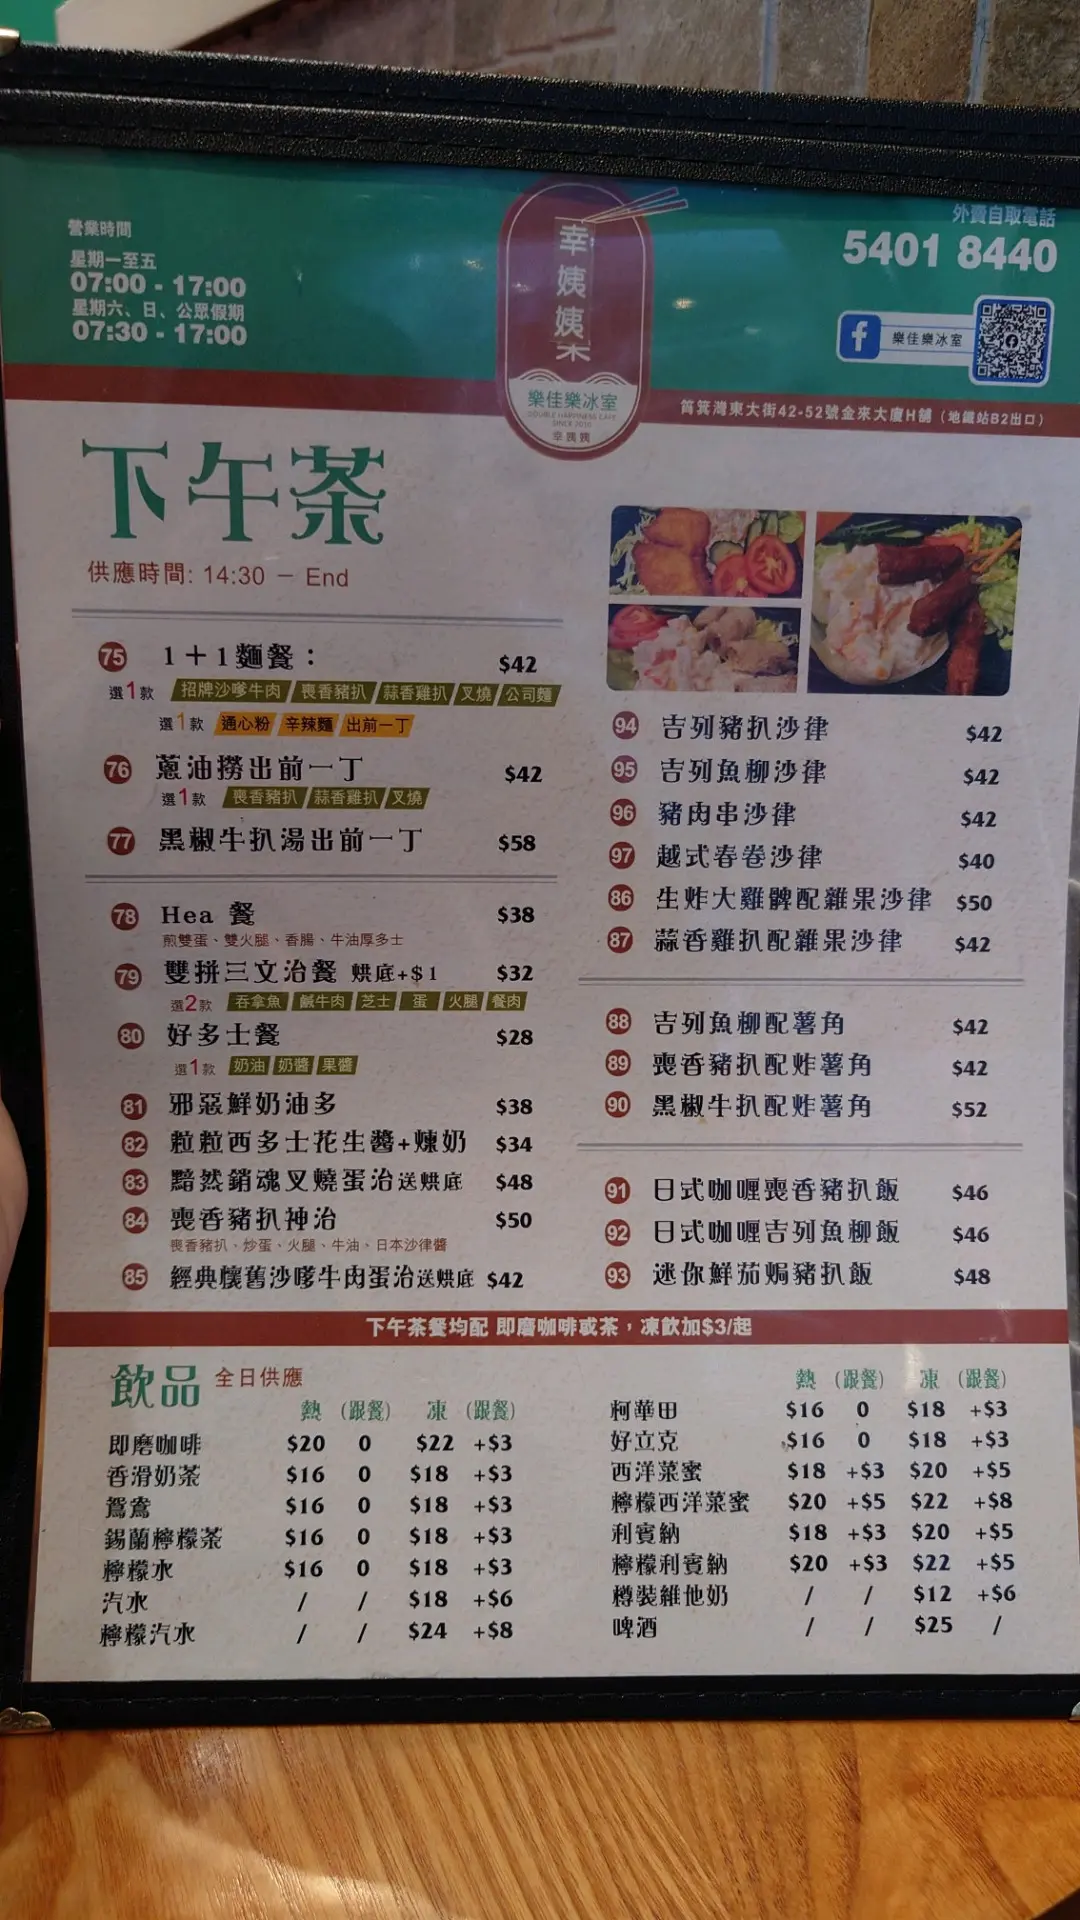 營業時間
星期一至五
07:00 - 17:00
星期六、日、公眾假期
07:30 - 17:00
幸姨姨
樂佳樂冰室
DOUBLE HAPPINESS CAFE
SINCE 2010
幸姨姨
外賣自取電話
5401 8440
樂佳樂冰室
筲箕灣東大街42-52號金來大廈H舖（地鐵站B2出口）
下午茶
供應時間: 14:30 － End
75 1＋1麵餐： $42
選1款 招牌沙嗲牛肉 喪香豬扒 蒜香雞扒 叉燒 公司麵
選1款 通心粉 辛辣麵 出前一丁
76 蔥油撈出前一丁 $42
選1款 喪香豬扒 蒜香雞扒 叉燒
77 黑椒牛扒湯出前一丁 $58
78 Hea 餐 $38
煎雙蛋、雙火腿、香腸、牛油厚多士
79 雙拼三文治餐 烘底+$1 $32
選2款 吞拿魚 鹹牛肉 芝士 蛋 火腿 餐肉
80 好多士餐 $28
選1款 奶油 奶醬 果醬
81 邪惡鮮奶油多 $38
82 粒粒西多士花生醬+煉奶 $34
83 黯然銷魂叉燒蛋治送烘底 $48
84 喪香豬扒神治 $50
喪香豬扒、炒蛋、火腿、牛油、日本沙律醬
85 經典懷舊沙嗲牛肉蛋治送烘底 $42
94 吉列豬扒沙律 $42
95 吉列魚柳沙律 $42
96 豬肉串沙律 $42
97 越式春卷沙律 $40
86 生炸大雞髀配雜果沙律 $50
87 蒜香雞扒配雜果沙律 $42
88 吉列魚柳配薯角 $42
89 喪香豬扒配炸薯角 $42
90 黑椒牛扒配炸薯角 $52
91 日式咖喱喪香豬扒飯 $46
92 日式咖喱吉列魚柳飯 $46
93 迷你鮮茄焗豬扒飯 $48
下午茶餐均配 即磨咖啡或茶，凍飲加$3/起
飲品 全日供應
熱 （跟餐） 凍 （跟餐）
即磨咖啡 $20 0 $22 +$3
香滑奶茶 $16 0 $18 +$3
鴛鴦 $16 0 $18 +$3
錫蘭檸檬茶 $16 0 $18 +$3
檸檬水 $16 0 $18 +$3
汽水 / / $18 +$6
檸檬汽水 / / $24 +$8
熱 （跟餐） 凍 （跟餐）
柯華田 $16 0 $18 +$3
好立克 $16 0 $18 +$3
西洋菜蜜 $18 +$3 $20 +$5
檸檬西洋菜蜜 $20 +$5 $22 +$8
利賓納 $18 +$3 $20 +$5
檸檬利賓納 $20 +$3 $22 +$5
樽裝維他奶 / / $12 +$6
啤酒 / / $25 /